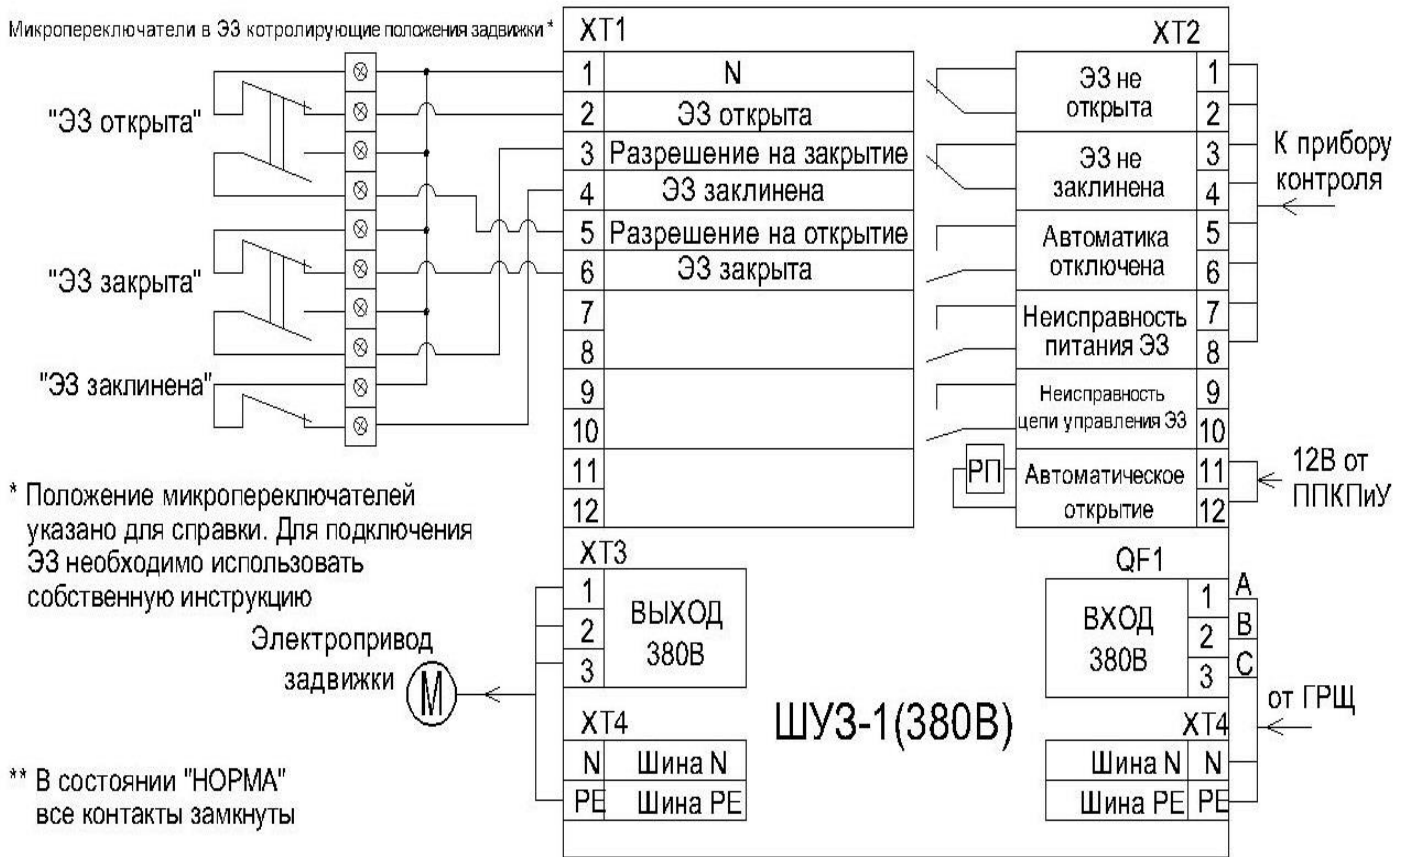 Микропереключатели в ЭЗ котролирующие положения задвижки *
"ЭЗ открыта"
"ЭЗ закрыта"
"ЭЗ заклинена"
* Положение микропереключателей
указано для справки. Для подключения
ЭЗ необходимо использовать
собственную инструкцию
Электропривод
задвижки
М
** В состоянии "НОРМА"
все контакты замкнуты
XT1
1 N
2 ЭЗ открыта
3 Разрешение на закрытие
4 ЭЗ заклинена
5 Разрешение на открытие
6 ЭЗ закрыта
7
8
9
10
11
12
XT3
1
2
3
ВЫХОД
380В
XT4
N Шина N
PE Шина PE
ШУЗ-1(380В)
XT2
ЭЗ не 1
открыта 2
ЭЗ не 3
заклинена 4
Автоматика 5
отключена 6
Неисправность 7
питания ЭЗ 8
Неисправность 9
цепи управления ЭЗ 10
РП
Автоматическое 11
открытие 12
К прибору
контроля
12В от
ППКПиУ
QF1
ВХОД
380В
1 A
2 B
3 C
от ГРЩ
XT4
Шина N N
Шина PE PE